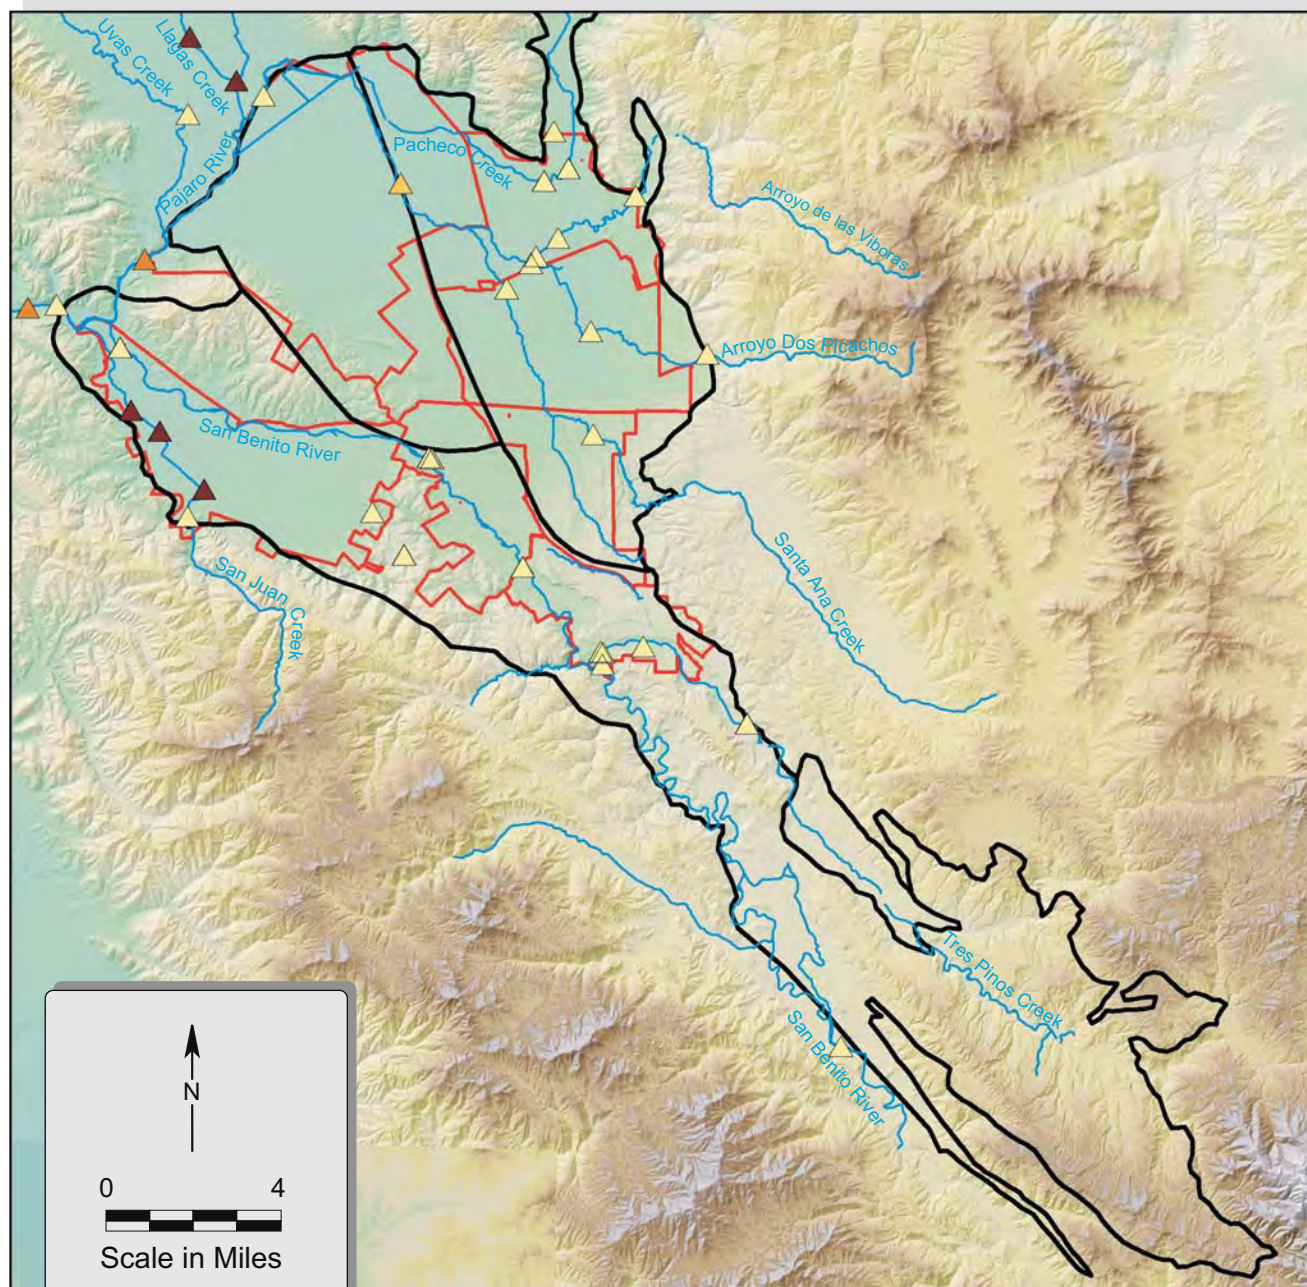 Uvas Creek
Llagas Creek
Pajaro River
Pacheco Creek
Arroyo de las Viboras
Arroyo Dos Picachos
San Benito River
Santa Ana Creek
San Juan Creek
Tres Pinos Creek
San Benito River
N
0 4
Scale in Miles